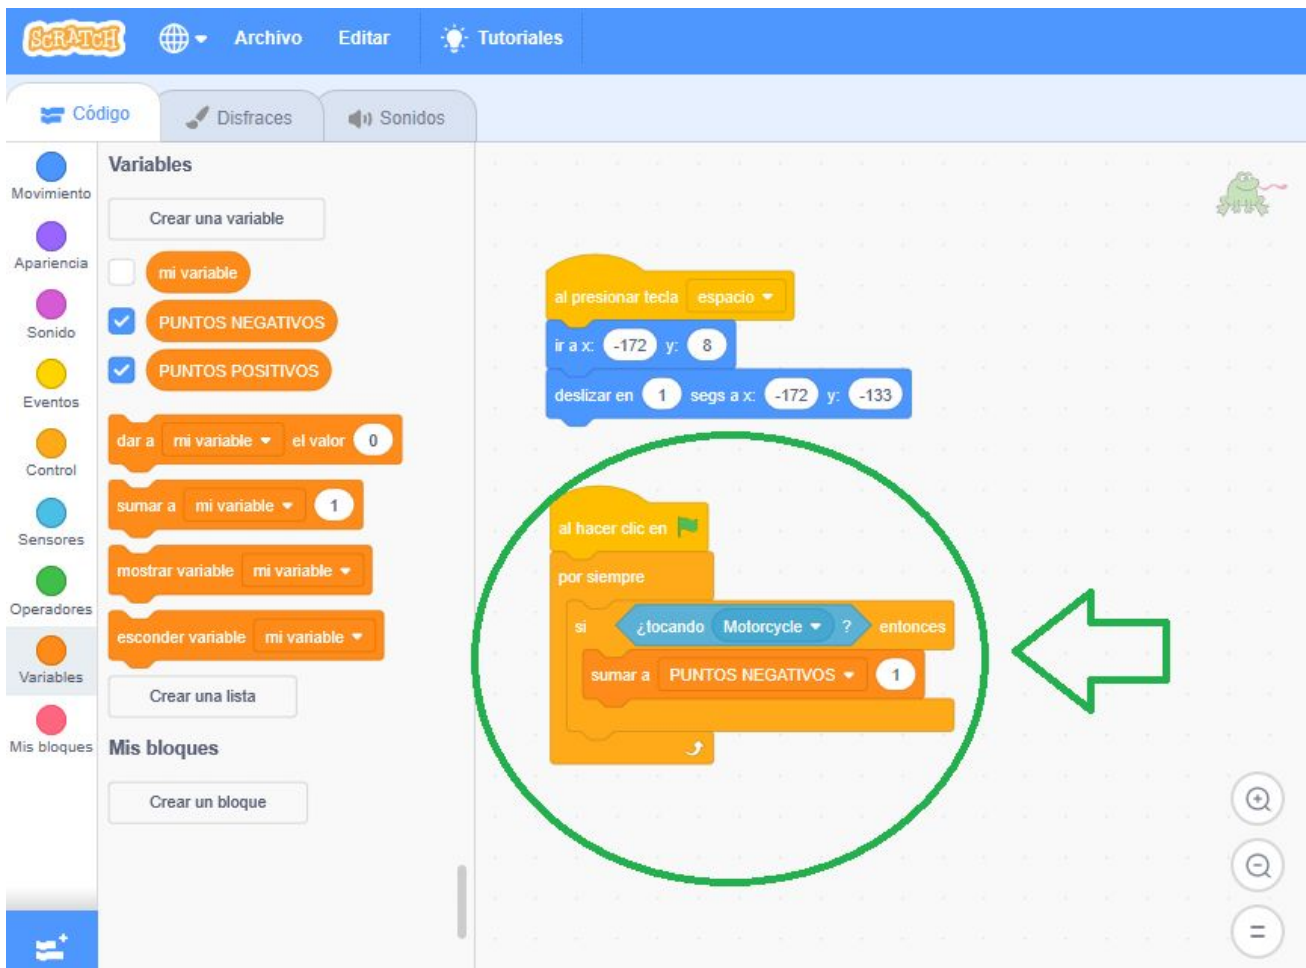 SCRATCH Archivo Editar Tutoriales
Código Disfraces Sonidos
Movimiento
Apariencia
Sonido
Eventos
Control
Sensores
Operadores
Variables
Mis bloques
Variables
Crear una variable
mi variable
PUNTOS NEGATIVOS
PUNTOS POSITIVOS
dar a mi variable el valor 0
sumar a mi variable 1
mostrar variable mi variable
esconder variable mi variable
Crear una lista
Mis bloques
Crear un bloque
al presionar tecla espacio
ir a x: -172 y: 8
deslizar en 1 segs a x: -172 y: -133
al hacer clic en
por siempre
si ¿tocando Motorcycle ? entonces
sumar a PUNTOS NEGATIVOS 1